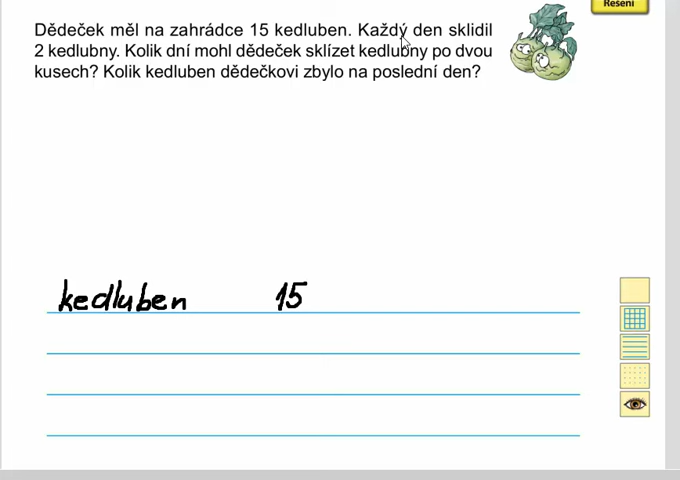 Řešení
Dědeček měl na zahrádce 15 kedluben. Každý den sklidil
2 kedlubny. Kolik dní mohl dědeček sklízet kedlubny po dvou
kusech? Kolik kedluben dědečkovi zbylo na poslední den?
kedluben 15